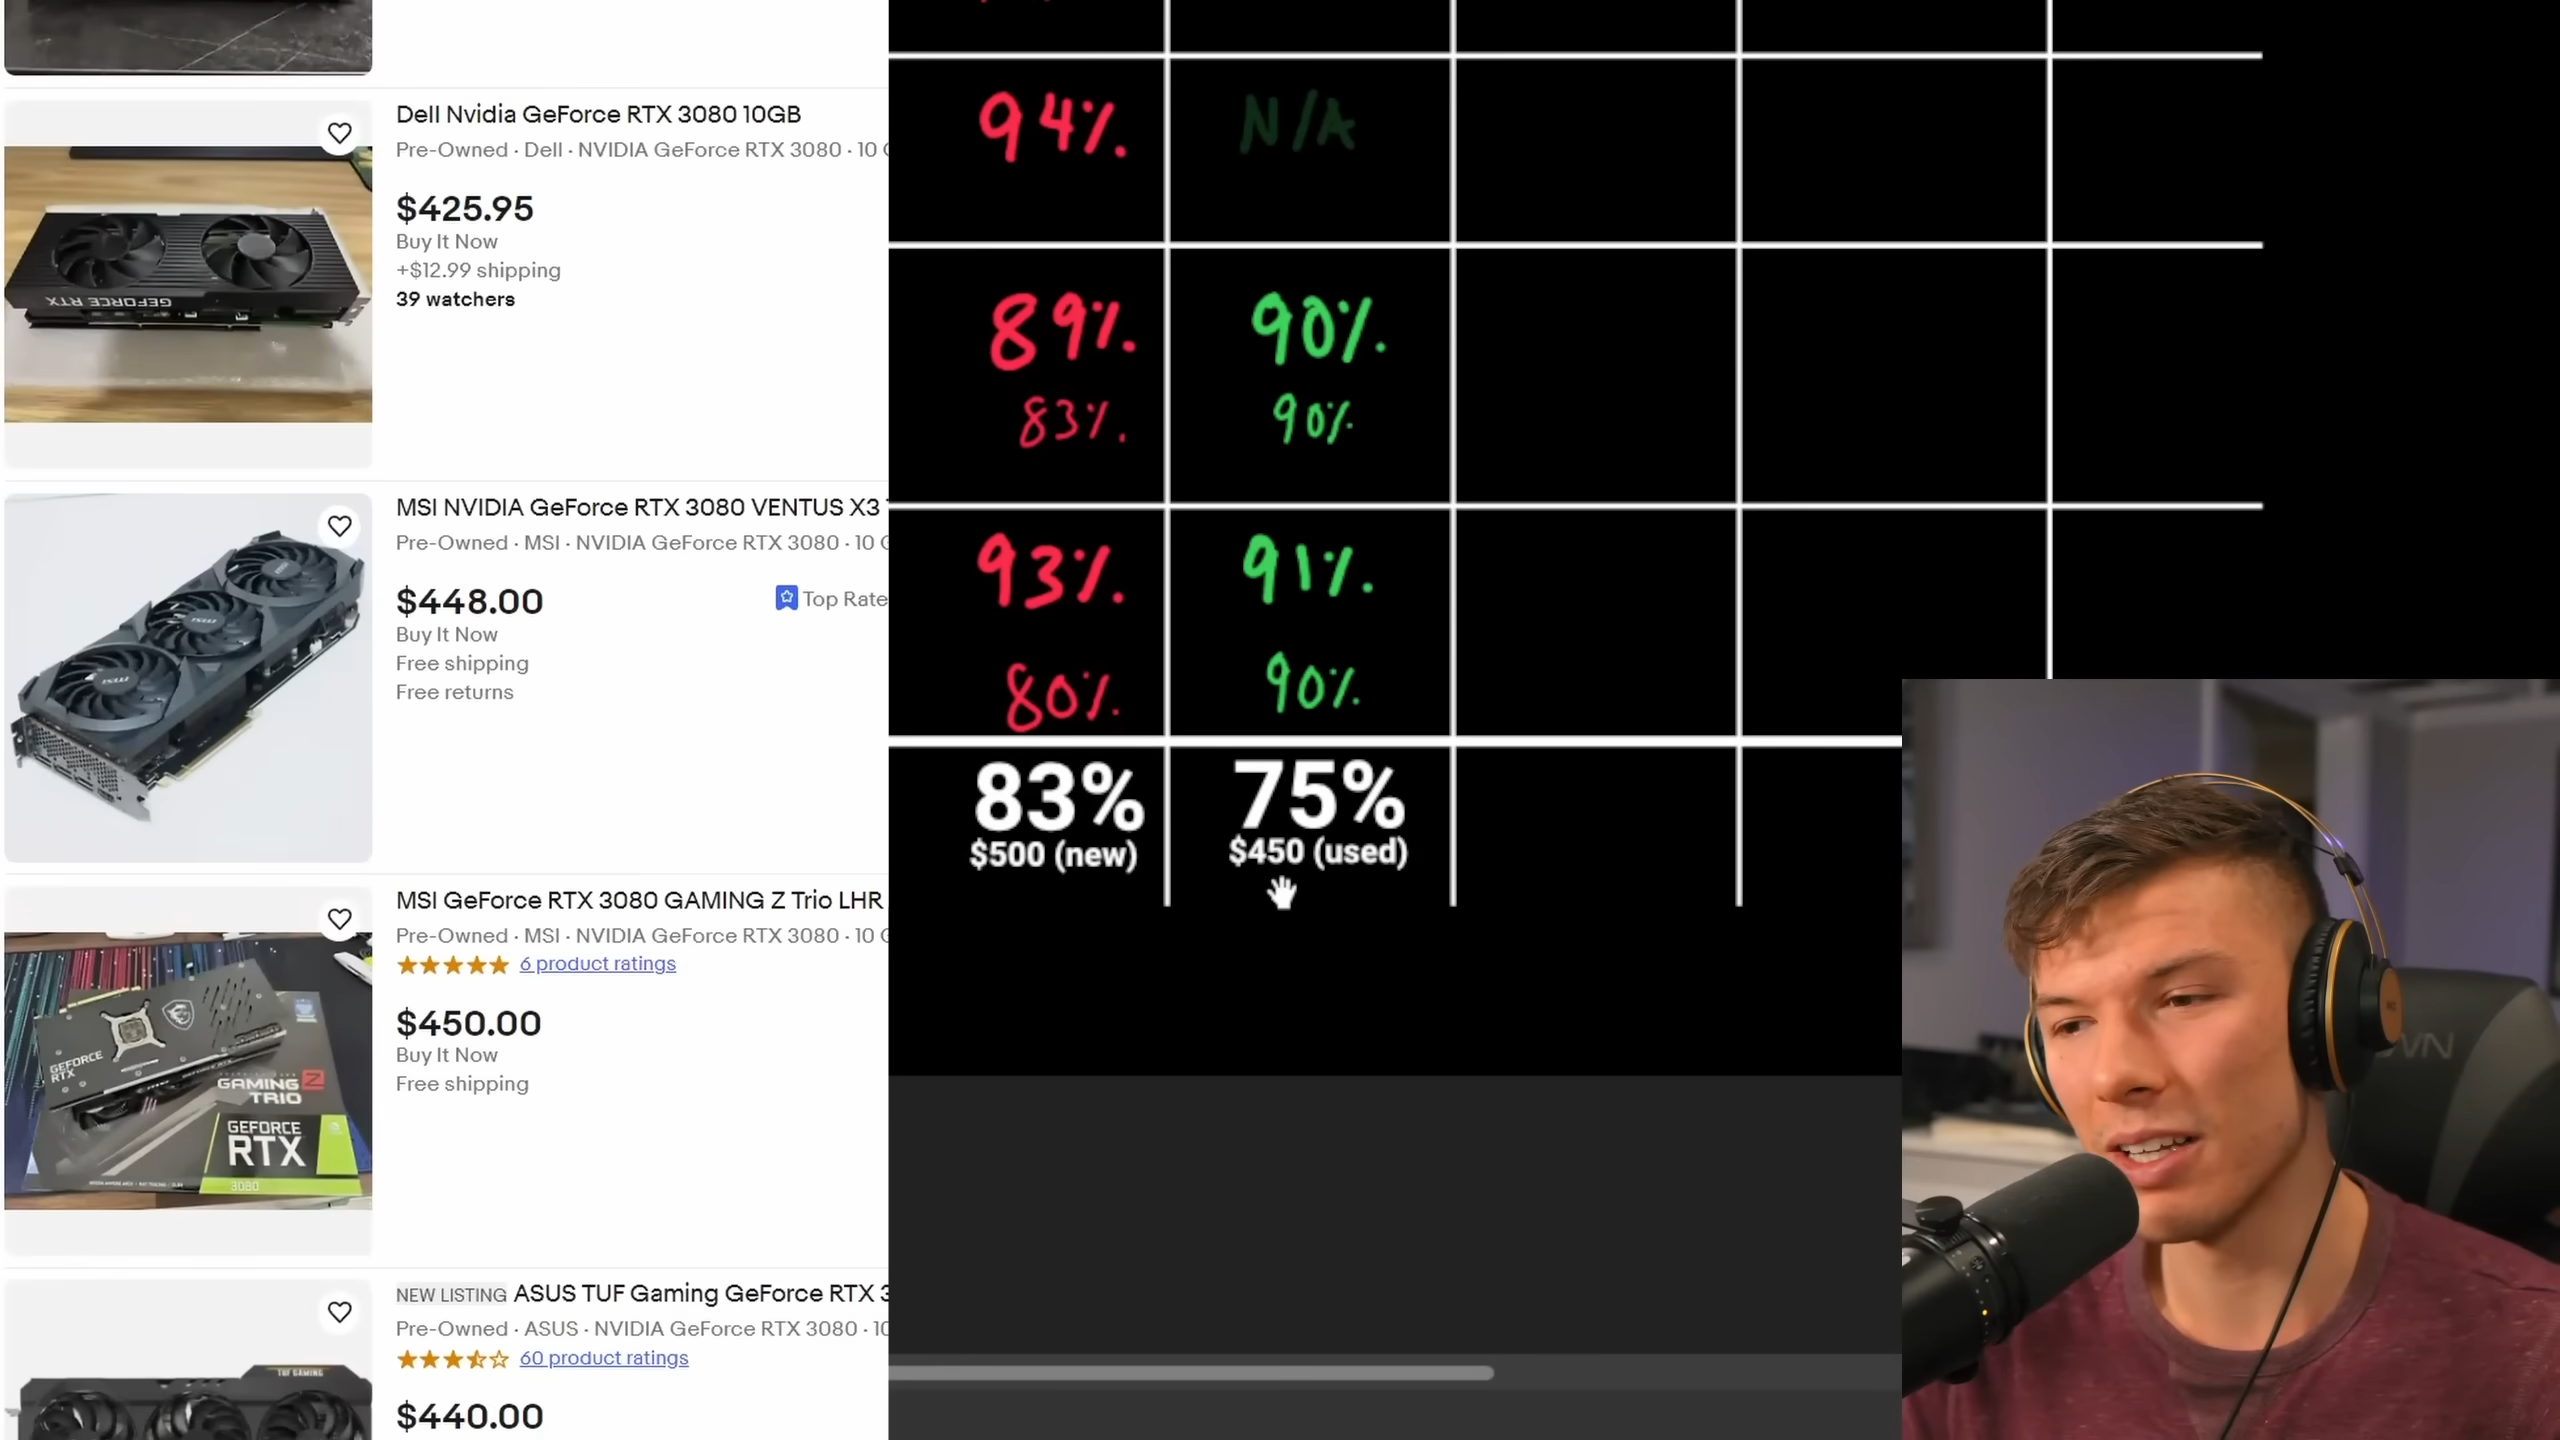 Dell Nvidia GeForce RTX 3080 10GB
Pre-Owned · Dell · NVIDIA GeForce RTX 3080 · 10
$425.95
Buy It Now
+$12.99 shipping
39 watchers
GEFORCE RTX
MSI NVIDIA GeForce RTX 3080 VENTUS X3
Pre-Owned · MSI · NVIDIA GeForce RTX 3080 · 10
$448.00
Top Rate
Buy It Now
Free shipping
Free returns
MSI GeForce RTX 3080 GAMING Z Trio LHR
Pre-Owned · MSI · NVIDIA GeForce RTX 3080 · 10
6 product ratings
$450.00
Buy It Now
Free shipping
GEFORCE
RTX
GAMING Z
TRIO
GEFORCE
RTX
3080
NEW LISTING ASUS TUF Gaming GeForce RTX 3
Pre-Owned · ASUS · NVIDIA GeForce RTX 3080 · 10
60 product ratings
$440.00
TUF GAMING
94% N/A
89% 90%
83% 90%
93% 91%
80% 90%
83% 75%
$500 (new) $450 (used)